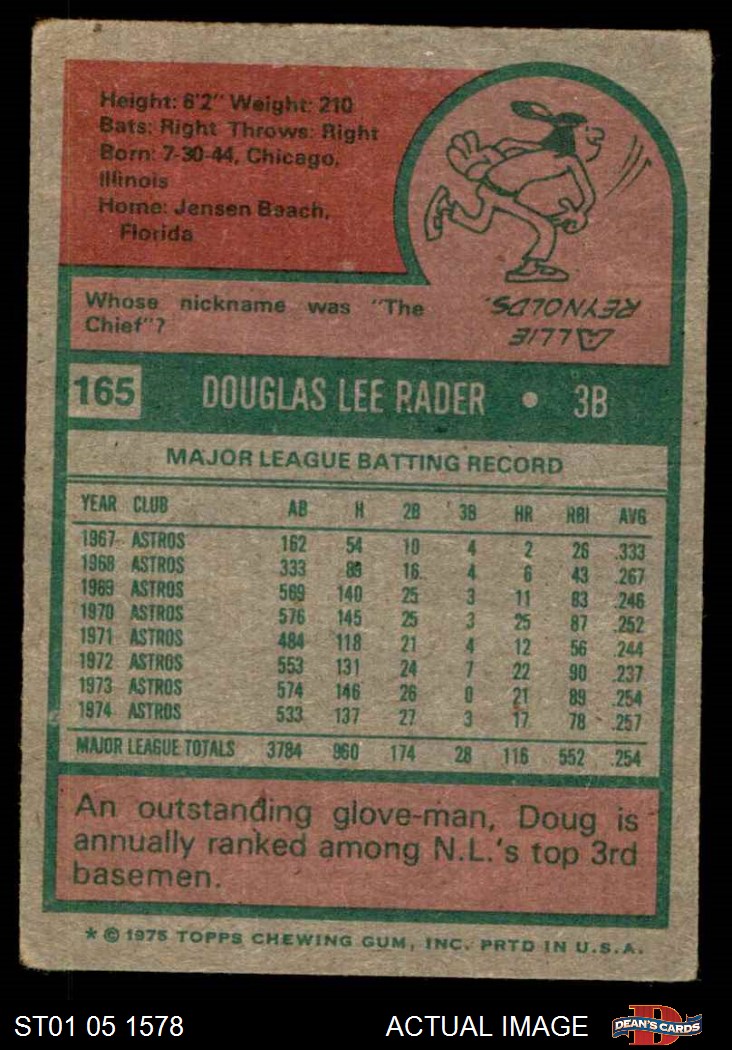 Height: 6'2" Weight: 210
Bats: Right Throws: Right
Born: 7-30-44, Chicago,
Illinois
Home: Jensen Beach,
Florida
Whose nickname was "The
Chief"?
ALLIE
REYNOLDS.
165 DOUGLAS LEE RADER • 3B
MAJOR LEAGUE BATTING RECORD
YEAR CLUB AB H 2B 3B HR RBI AVG
1967 ASTROS 162 54 10 4 2 26 .333
1968 ASTROS 333 89 16 4 6 43 .267
1969 ASTROS 569 140 25 3 11 83 .246
1970 ASTROS 576 145 25 3 25 87 .252
1971 ASTROS 484 118 21 4 12 56 .244
1972 ASTROS 553 131 24 7 22 90 .237
1973 ASTROS 574 146 26 0 21 89 .254
1974 ASTROS 533 137 27 3 17 78 .257
MAJOR LEAGUE TOTALS 3784 960 174 28 116 552 .254
An outstanding glove-man, Doug is
annually ranked among N.L.'s top 3rd
basemen.
* © 1975 TOPPS CHEWING GUM, INC. PRTD IN U.S.A.
ST01 05 1578 ACTUAL IMAGE D DEAN'S CARDS